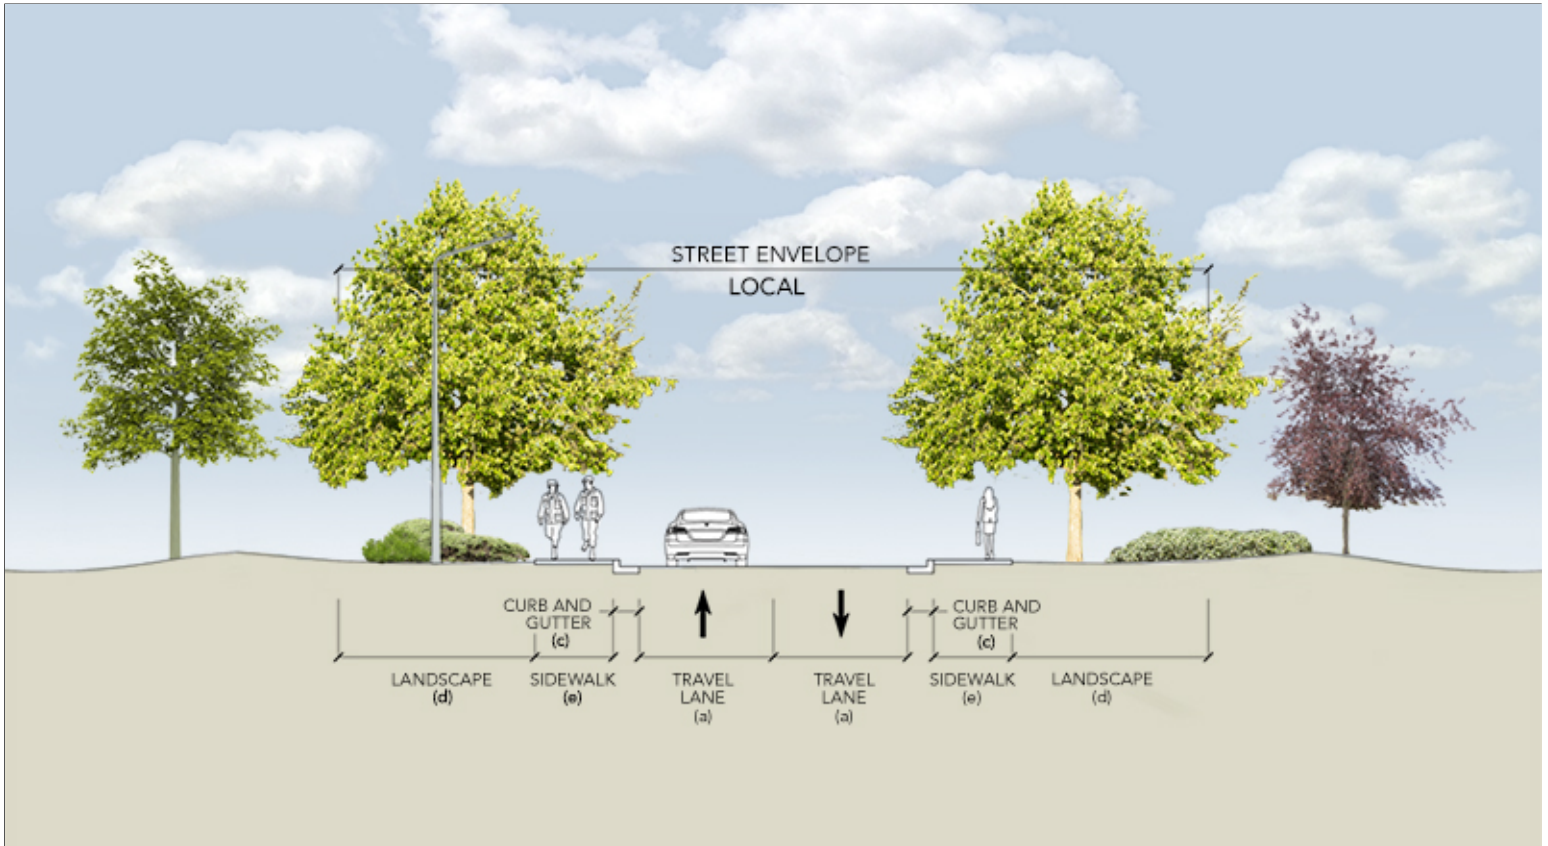 STREET ENVELOPE
LOCAL
CURB AND
GUTTER
(c)
CURB AND
GUTTER
(c)
LANDSCAPE
(d)
SIDEWALK
(e)
TRAVEL
LANE
(a)
TRAVEL
LANE
(a)
SIDEWALK
(e)
LANDSCAPE
(d)